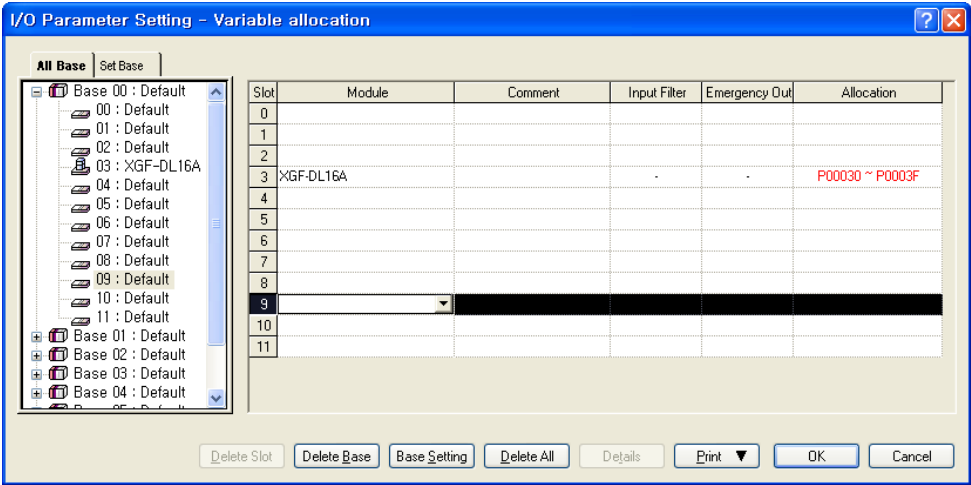 I/O Parameter Setting - Variable allocation
All Base Set Base
Base 00 : Default
00 : Default
01 : Default
02 : Default
03 : XGF-DL16A
04 : Default
05 : Default
06 : Default
07 : Default
08 : Default
09 : Default
10 : Default
11 : Default
Base 01 : Default
Base 02 : Default
Base 03 : Default
Base 04 : Default
Slot Module Comment Input Filter Emergency Out Allocation
0
1
2
3 XGF-DL16A - - P00030 ~ P0003F
4
5
6
7
8
9
10
11
Delete Slot Delete Base Base Setting Delete All Details Print ▼ OK Cancel